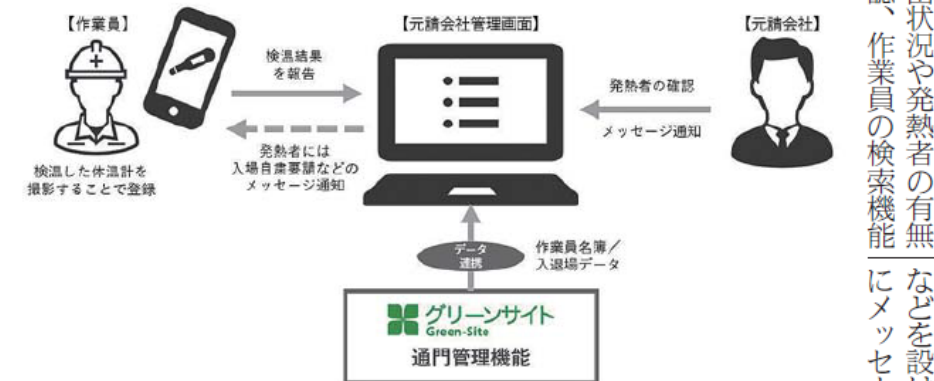 【作業員】
検温した体温計を
撮影することで登録
検温結果
を報告
発熱者には
入場自粛要請などの
メッセージ通知
【元請会社管理画面】
【元請会社】
発熱者の確認
メッセージ通知
データ
連携
作業員名簿／
入退場データ
グリーンサイト
Green-Site
通門管理機能
状況や発熱者の有無
、作業員の検索機能
などを設
にメッセ